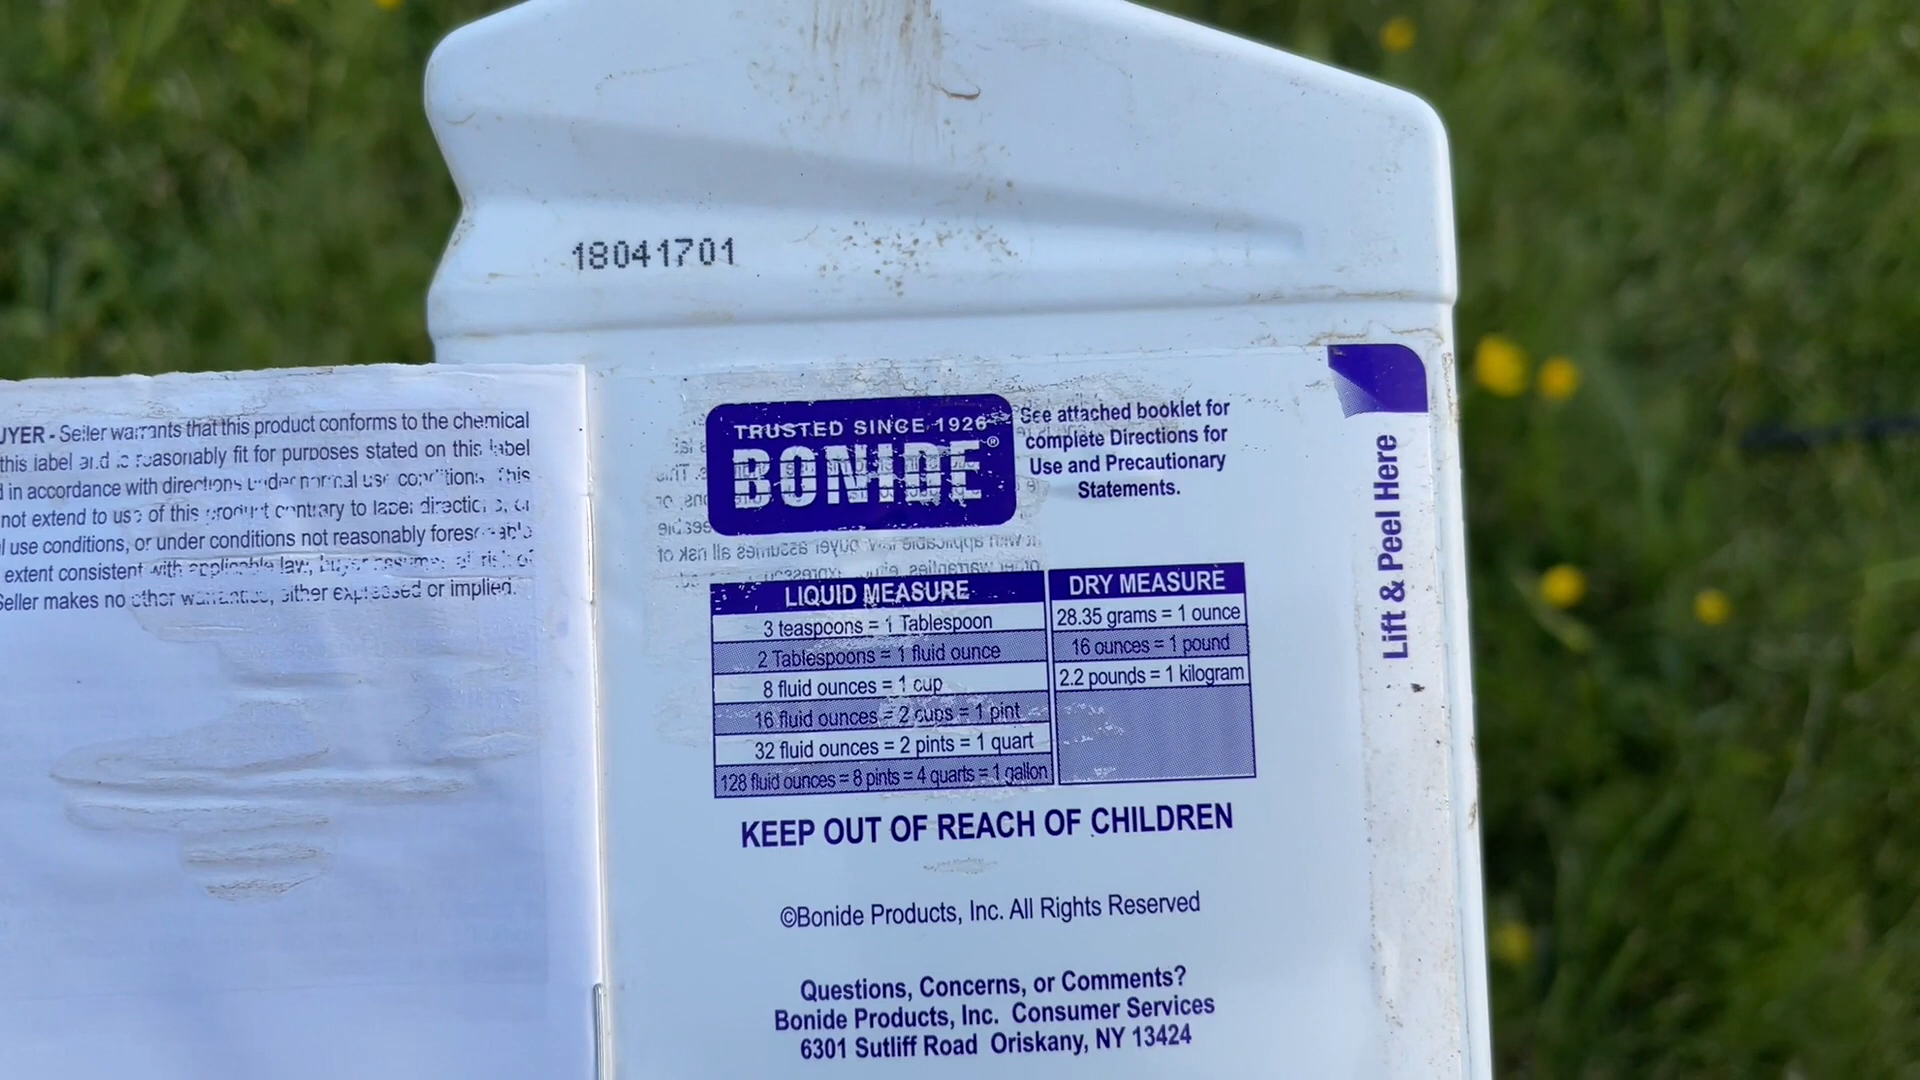 18041701
UYER - Seller warrants that this product conforms to the chemical
this label and is reasonably fit for purposes stated on this label
in accordance with directions under normal use conditions. This
not extend to use of this product contrary to label directions, or
l use conditions, or under conditions not reasonably foreseeable
extent consistent with applicable law, buyer assumes all risk of
Seller makes no other warranties, either expressed or implied.
TRUSTED SINCE 1926
BONIDE®
See attached booklet for
complete Directions for
Use and Precautionary
Statements.
Lift & Peel Here
LIQUID MEASURE
3 teaspoons = 1 Tablespoon
2 Tablespoons = 1 fluid ounce
8 fluid ounces = 1 cup
16 fluid ounces = 2 cups = 1 pint
32 fluid ounces = 2 pints = 1 quart
128 fluid ounces = 8 pints = 4 quarts = 1 gallon
DRY MEASURE
28.35 grams = 1 ounce
16 ounces = 1 pound
2.2 pounds = 1 kilogram
KEEP OUT OF REACH OF CHILDREN
©Bonide Products, Inc. All Rights Reserved
Questions, Concerns, or Comments?
Bonide Products, Inc. Consumer Services
6301 Sutliff Road Oriskany, NY 13424